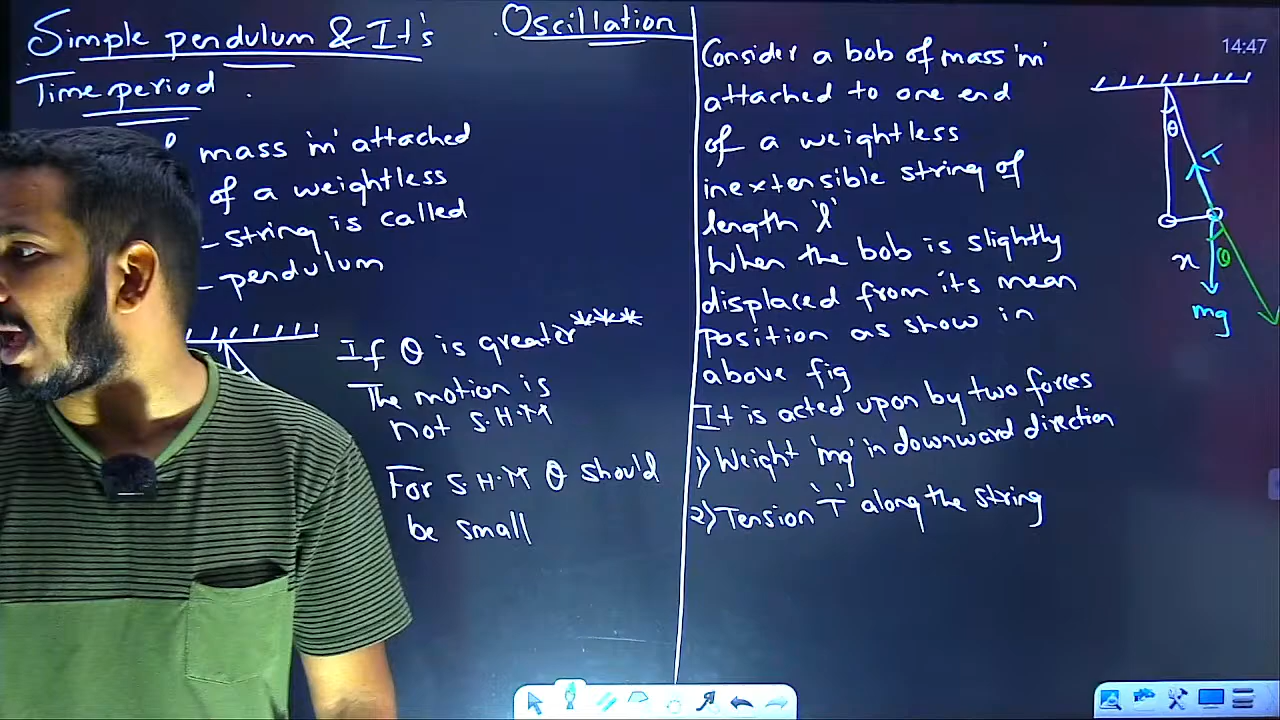 Simple pendulum & It's
Time period .
Oscillation
mass 'm' attached
of a weightless
- string is called
- pendulum
If θ is greater ***
The motion is
not S.H.M
For S.H.M θ should
be small
Consider a bob of mass 'm'
attached to one end
of a weightless
inextensible string of
length 'l'
When the bob is slightly
displaced from its mean
position as show in
above fig
It is acted upon by two forces
1) Weight 'mg' in downward direction
2) Tension 'T' along the string
14:47
θ
T
x
θ
mg